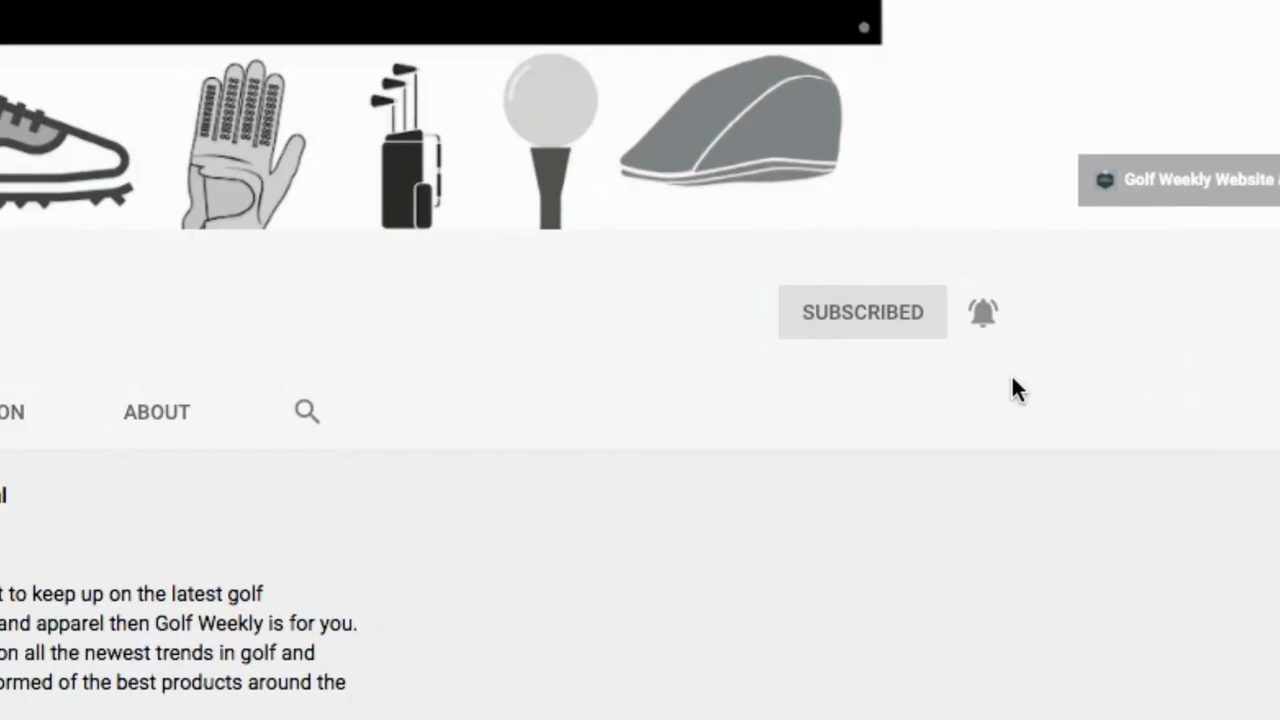 Golf Weekly Website
SUBSCRIBED
ON
ABOUT
l
t to keep up on the latest golf
and apparel then Golf Weekly is for you.
on all the newest trends in golf and
ormed of the best products around the